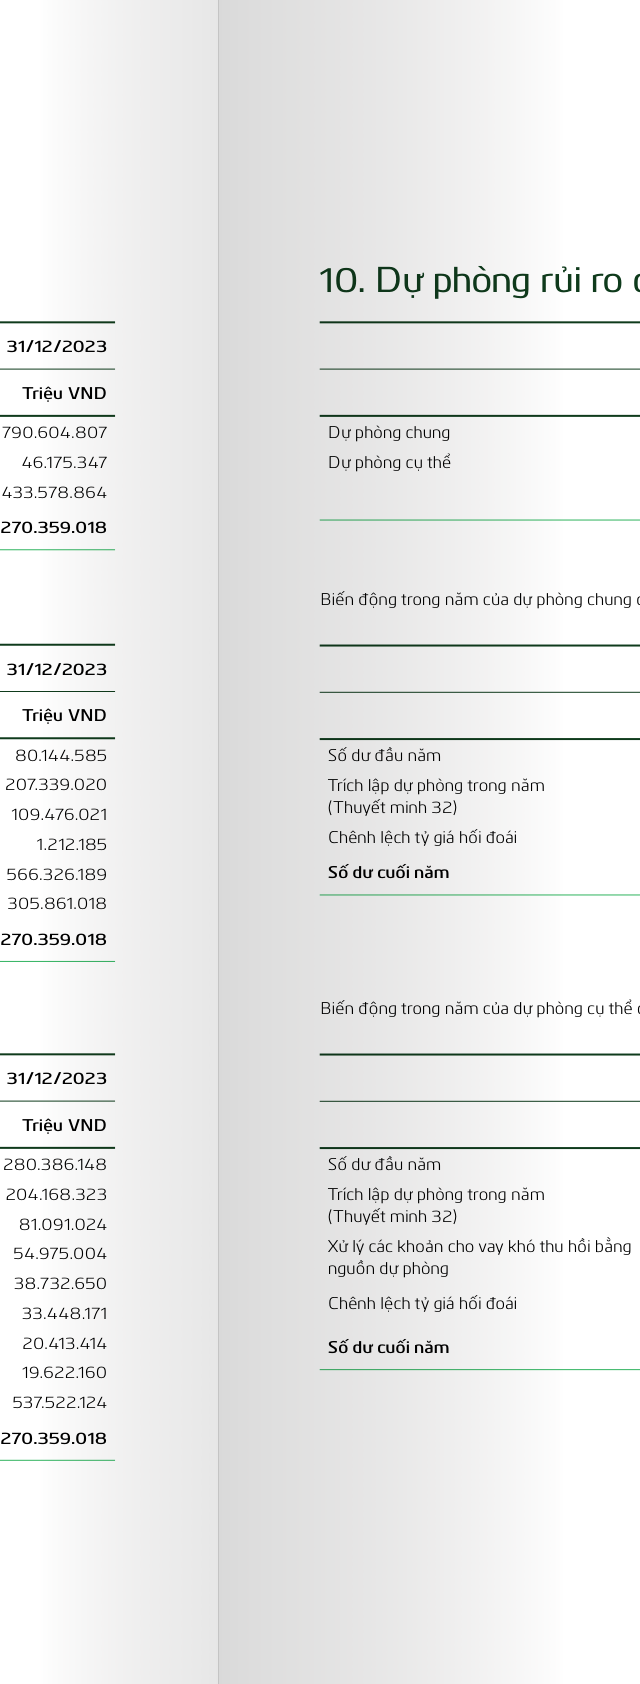 31/12/2023
Triệu VND
790.604.807
46.175.347
433.578.864
270.359.018
31/12/2023
Triệu VND
80.144.585
207.339.020
109.476.021
1.212.185
566.326.189
305.861.018
270.359.018
31/12/2023
Triệu VND
280.386.148
204.168.323
81.091.024
54.975.004
38.732.650
33.448.171
20.413.414
19.622.160
537.522.124
270.359.018
10. Dự phòng rủi ro
Dự phòng chung
Dự phòng cụ thể
Biến động trong năm của dự phòng chung
Số dư đầu năm
Trích lập dự phòng trong năm
(Thuyết minh 32)
Chênh lệch tỷ giá hối đoái
Số dư cuối năm
Biến động trong năm của dự phòng cụ thể
Số dư đầu năm
Trích lập dự phòng trong năm
(Thuyết minh 32)
Xử lý các khoản cho vay khó thu hồi bằng
nguồn dự phòng
Chênh lệch tỷ giá hối đoái
Số dư cuối năm